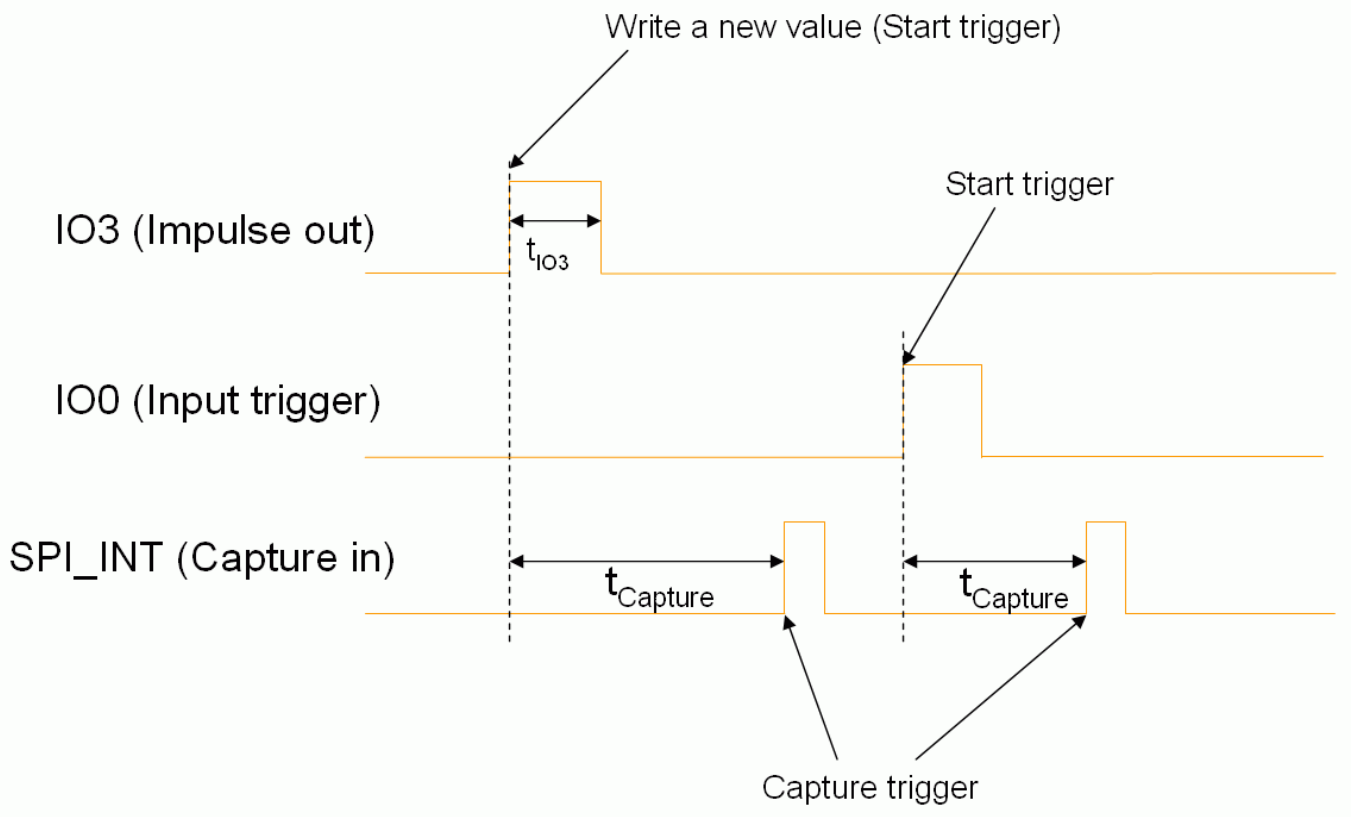 Write a new value (Start trigger)
Start trigger
IO3 (Impulse out)
tIO3
IO0 (Input trigger)
SPI_INT (Capture in)
tCapture
tCapture
Capture trigger